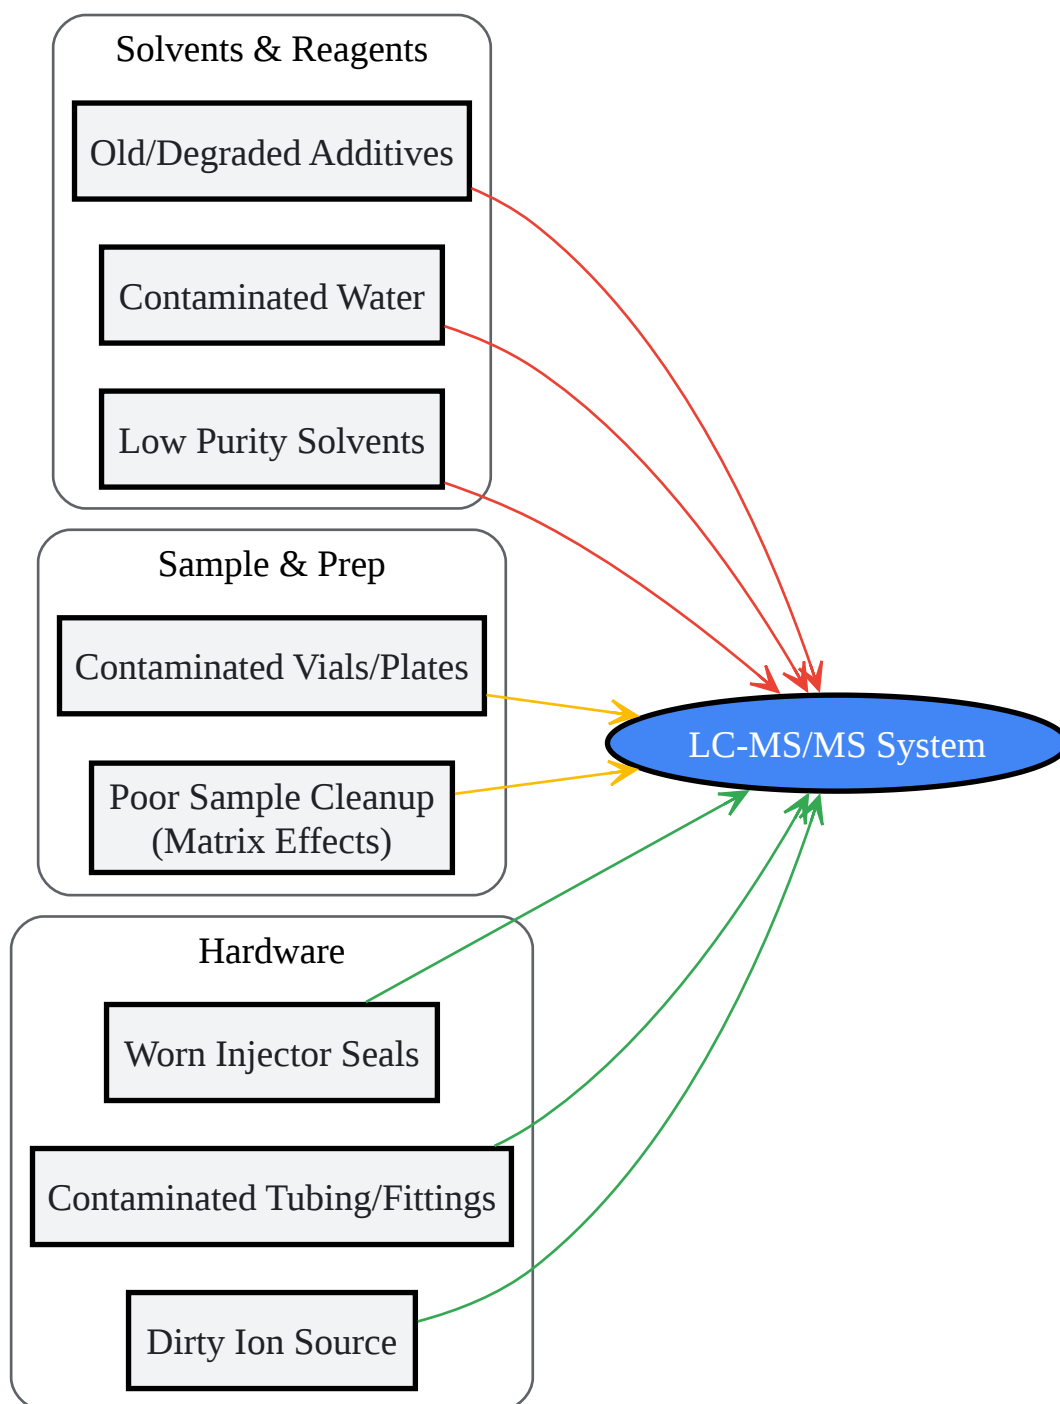 Solvents & Reagents
Old/Degraded Additives
Contaminated Water
Low Purity Solvents
Sample & Prep
Contaminated Vials/Plates
Poor Sample Cleanup
(Matrix Effects)
LC-MS/MS System
Hardware
Worn Injector Seals
Contaminated Tubing/Fittings
Dirty Ion Source